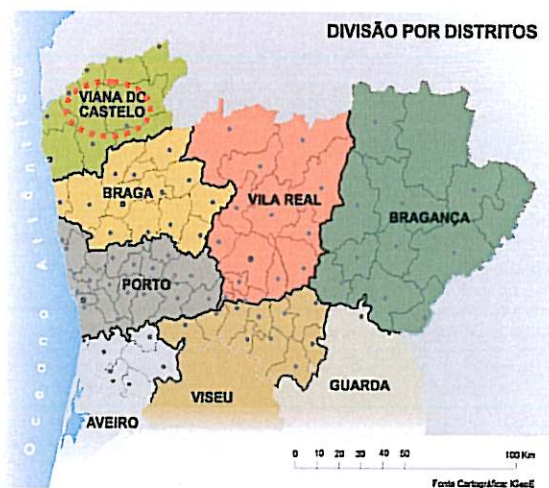 DIVISÃO POR DISTRITOS
VIANA DO
CASTELO
BRAGA
VILA REAL
BRAGANÇA
PORTO
AVEIRO
VISEU
GUARDA
Oceano Atlântico
0 10 20 30 40 50 100 Km
Fonte Cartográfica: IGeoE